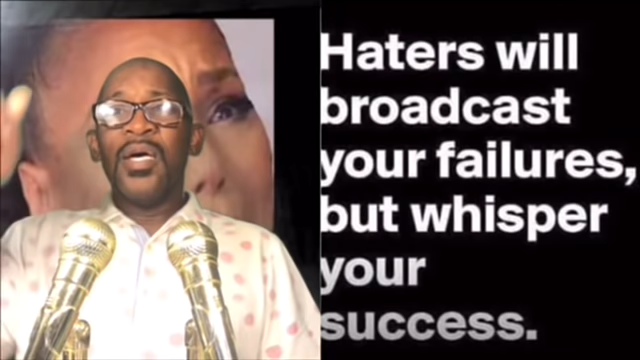 Haters will
broadcast
your failures,
but whisper
your
success.